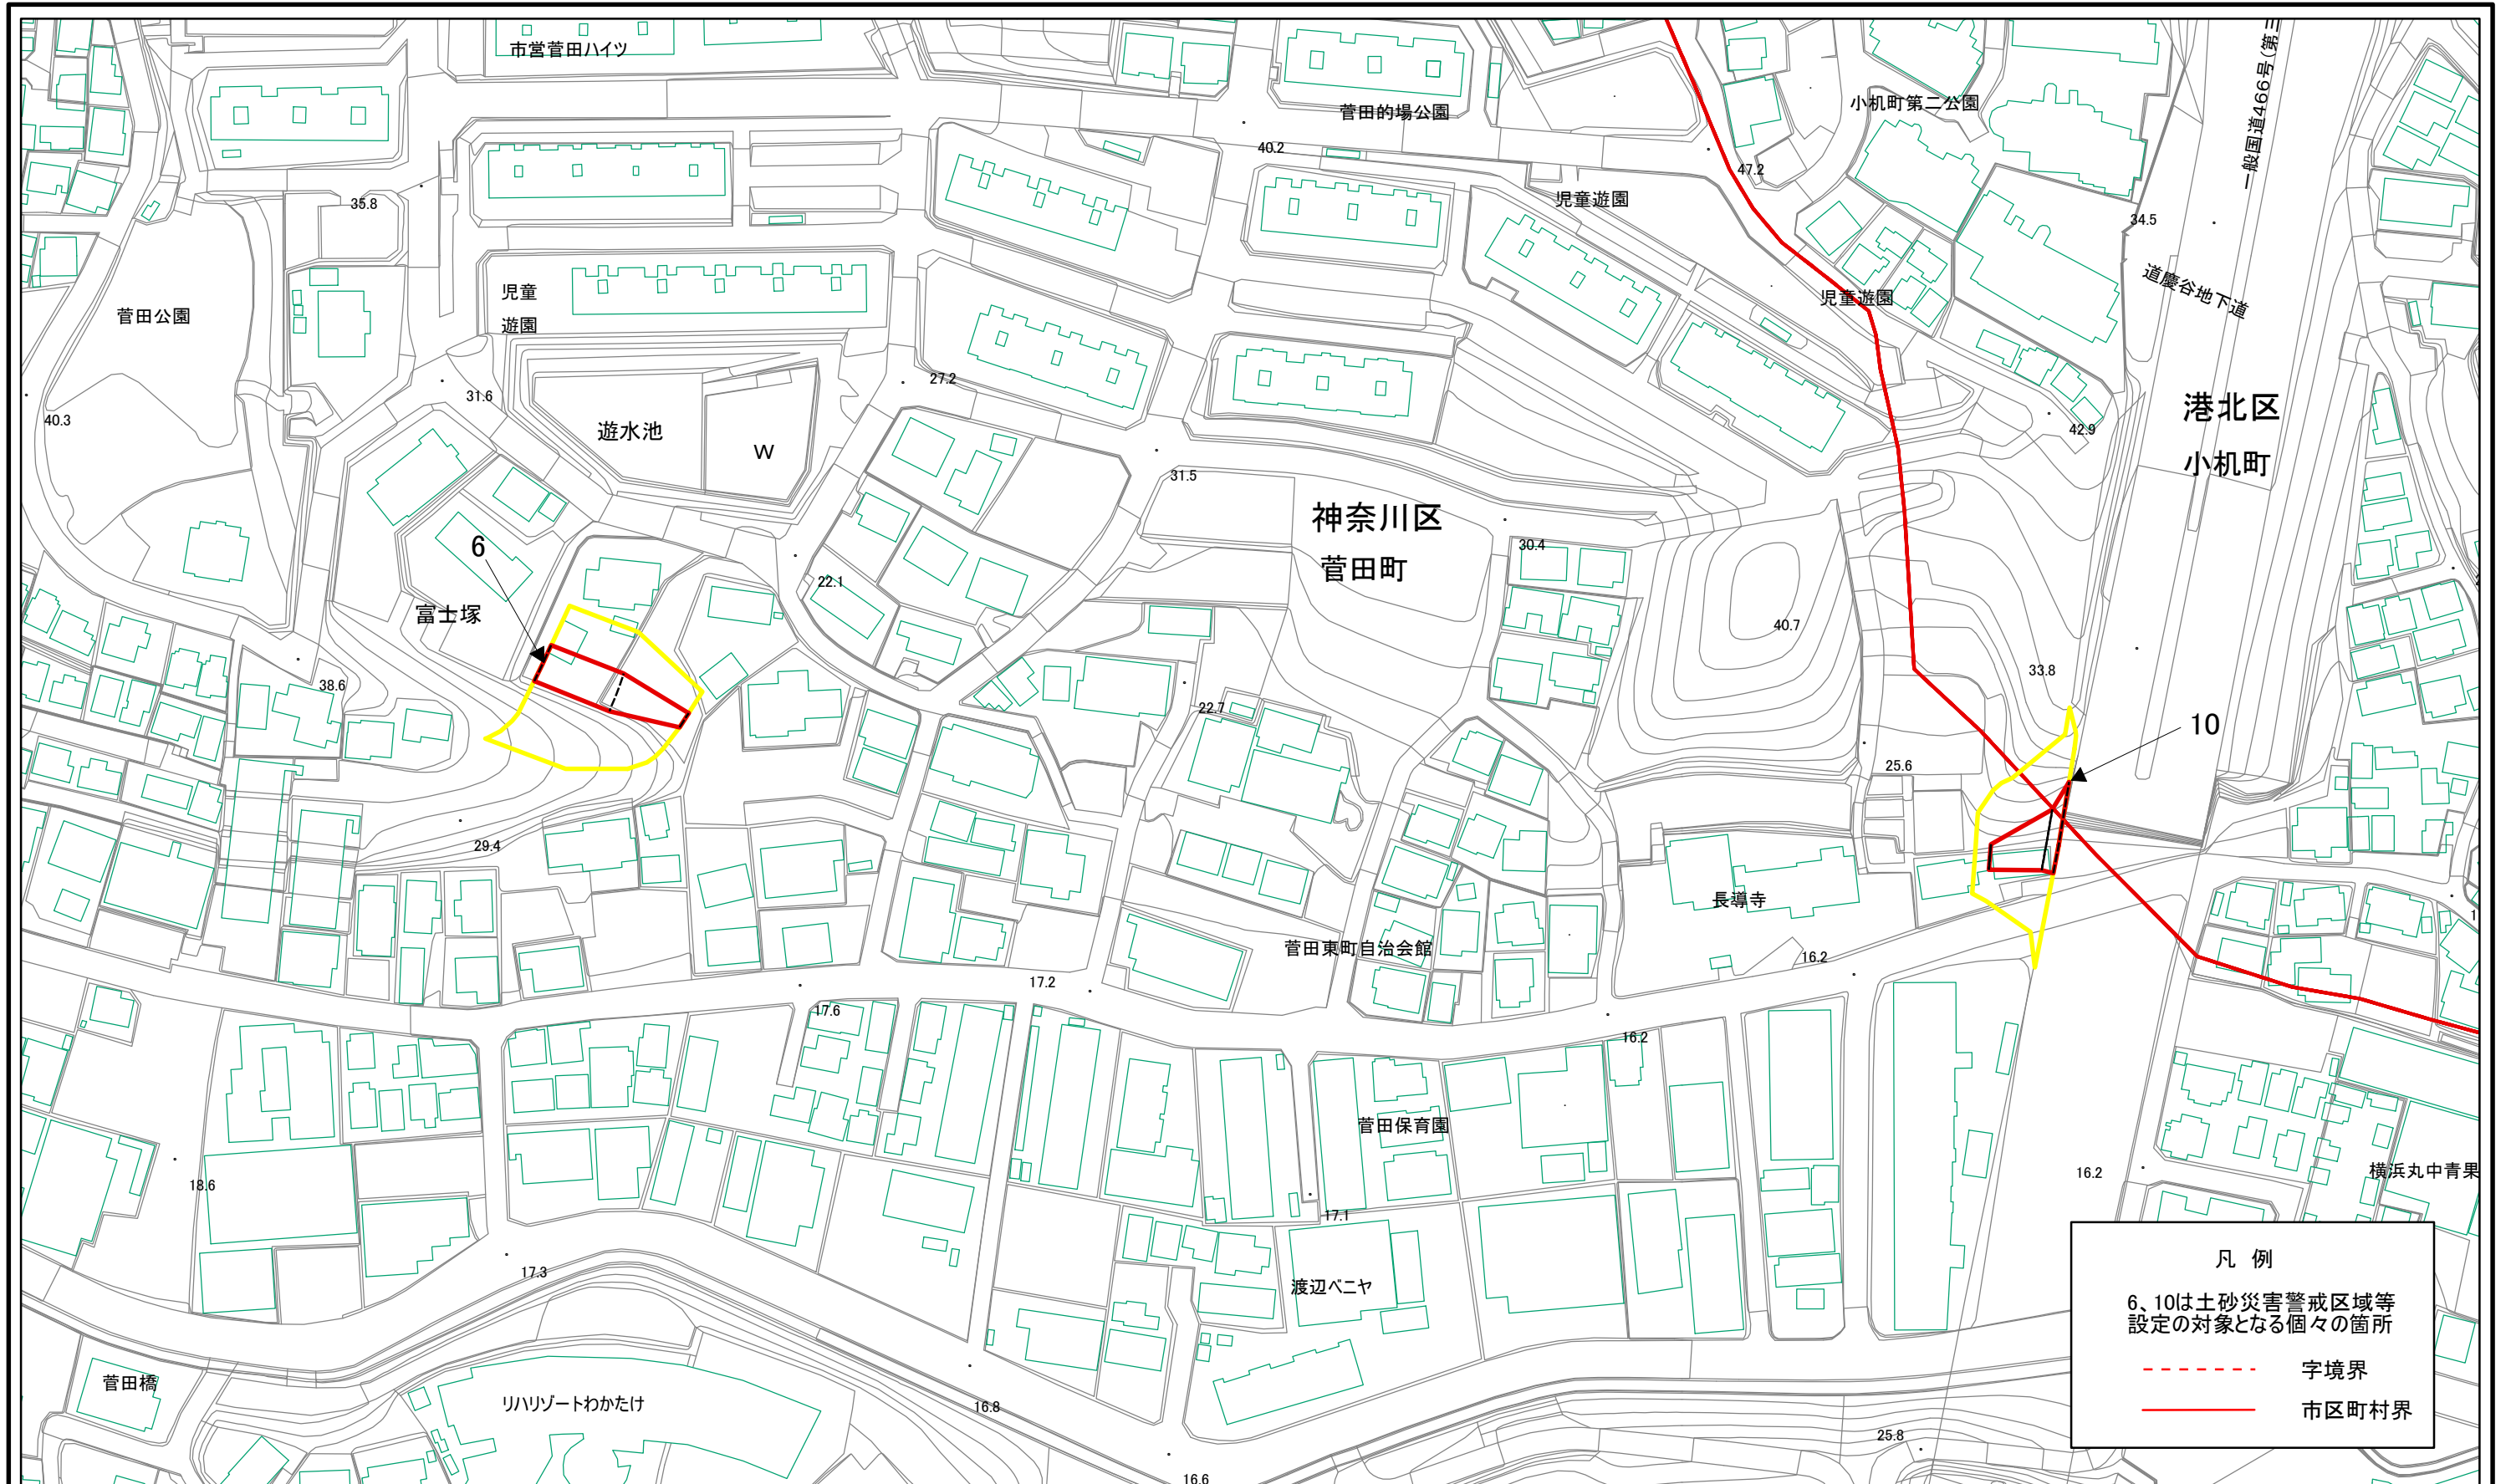 市営菅田ハイツ
菅田的場公園
小机町第二公園
一般国道466号(第三
40.2
47.2
35.8
児童遊園
34.5
道慶谷地下道
児童
遊園
児童遊園
菅田公園
27.2
31.6
港北区
小机町
40.3
遊水池
W
42.9
31.5
神奈川区
菅田町
30.4
6
22.1
富士塚
40.7
33.8
38.6
22.7
10
25.6
29.4
長導寺
菅田東町自治会館
16.2
17.2
17.6
16.2
菅田保育園
16.2
横浜丸中青果
18.6
17.1
17.3
渡辺ベニヤ
凡 例
6、10は土砂災害警戒区域等
設定の対象となる個々の箇所
字境界
市区町村界
菅田橋
リハリゾートわかたけ
16.8
25.8
16.6